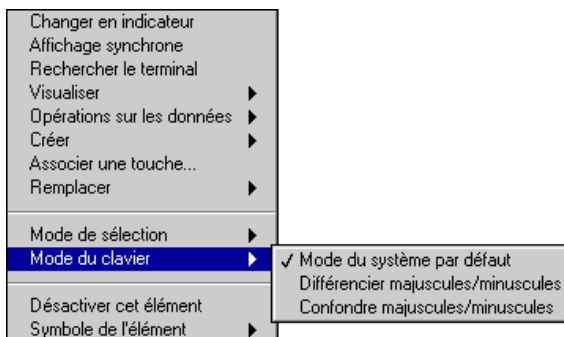 Changer en indicateur
Affichage synchrone
Rechercher le terminal
Visualiser
Opérations sur les données
Créer
Associer une touche...
Remplacer
Mode de sélection
Mode du clavier
✓ Mode du système par défaut
Différencier majuscules/minuscules
Confondre majuscules/minuscules
Désactiver cet élément
Symbole de l'élément